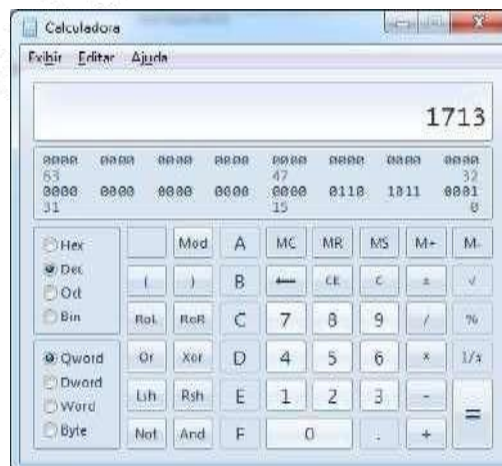 Calculadora
Exibir Editar Ajuda
1713
0000 0000 0000 0000 0000 0000 0000 0000
63 47 32
0000 0000 0000 0000 0000 0110 1011 0001
31 15 0
Hex Mod A MC MR MS M+ M-
Dec ( ) B ← CE C ± √
Oct
Bin RoL RoR C 7 8 9 / %
Qword Or Xor D 4 5 6 * 1/x
Dword
Word Lsh Rsh E 1 2 3 - =
Byte Not And F 0 . +